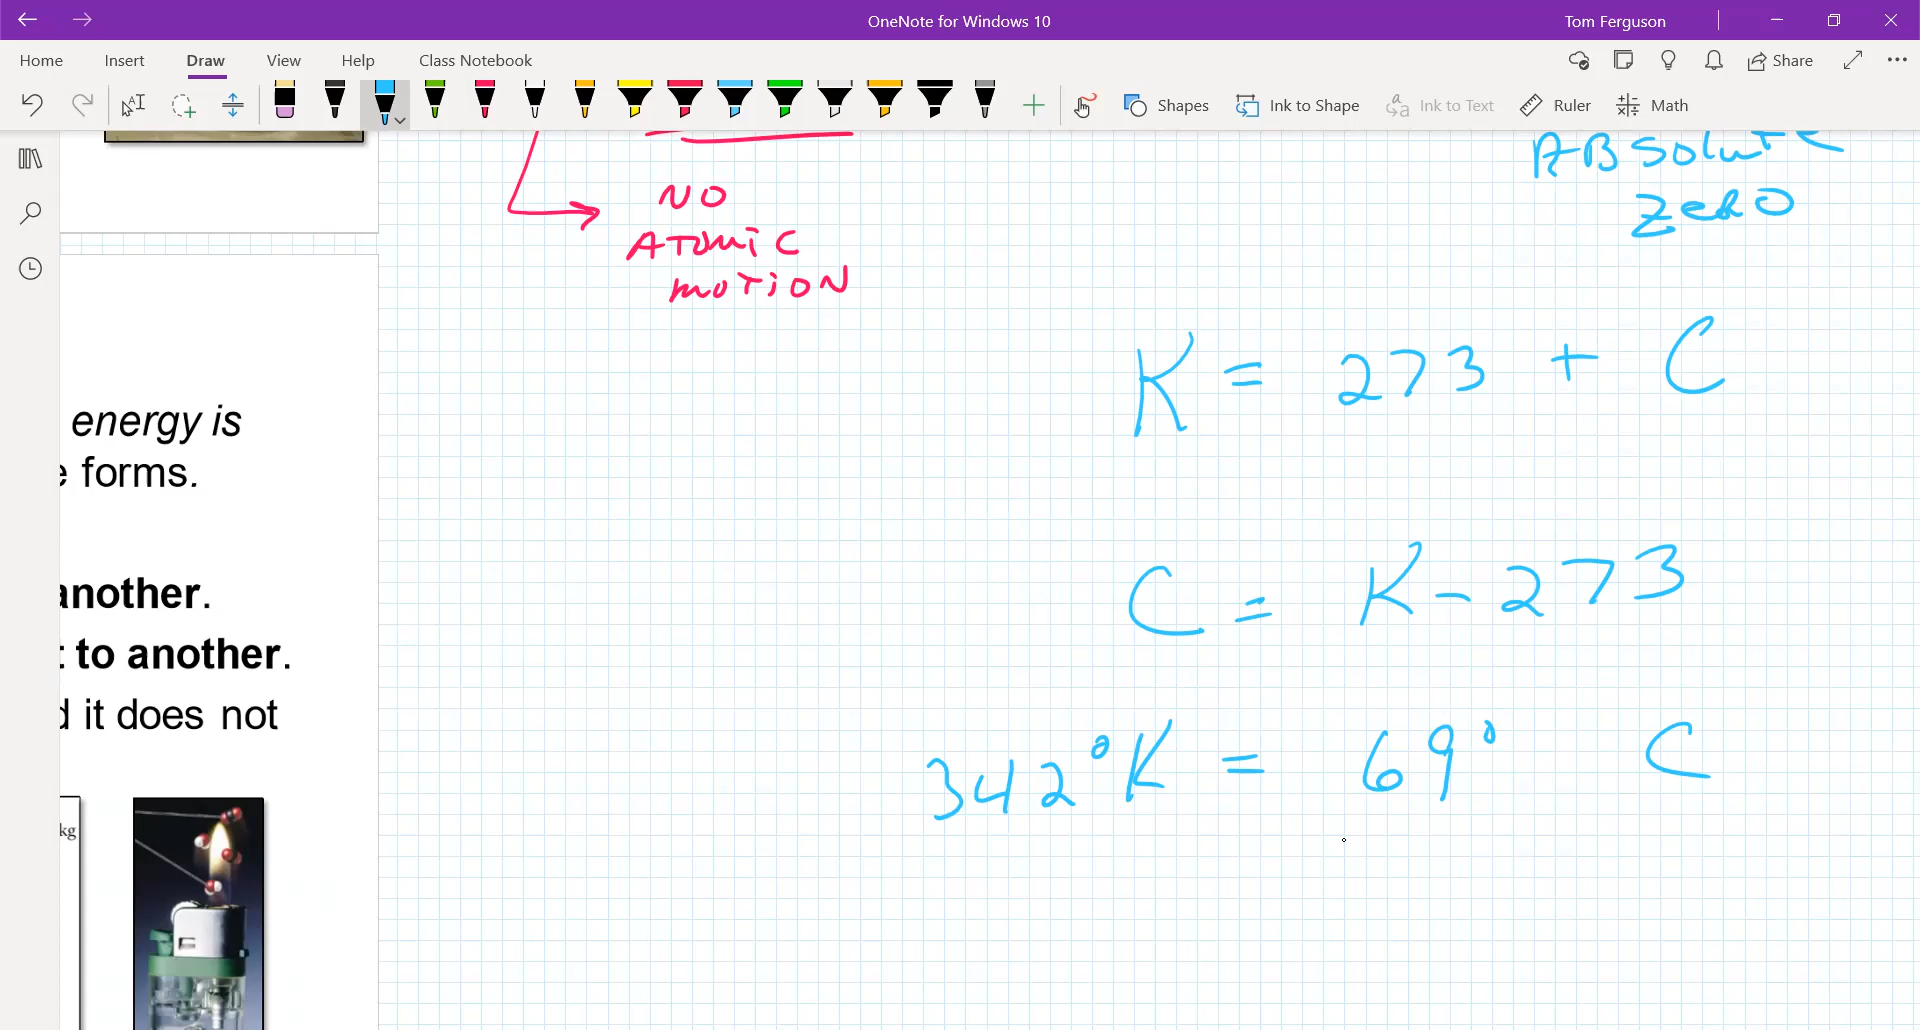 OneNote for Windows 10
Tom Ferguson
Home Insert Draw View Help Class Notebook
Share
Shapes Ink to Shape Ink to Text Ruler Math
ABSolute
ZerO
NO
ATOmiC
mOTiON
K = 273 + C
energy is
forms.
C = K - 273
another.
to another.
it does not
342°K = 69° C
kg